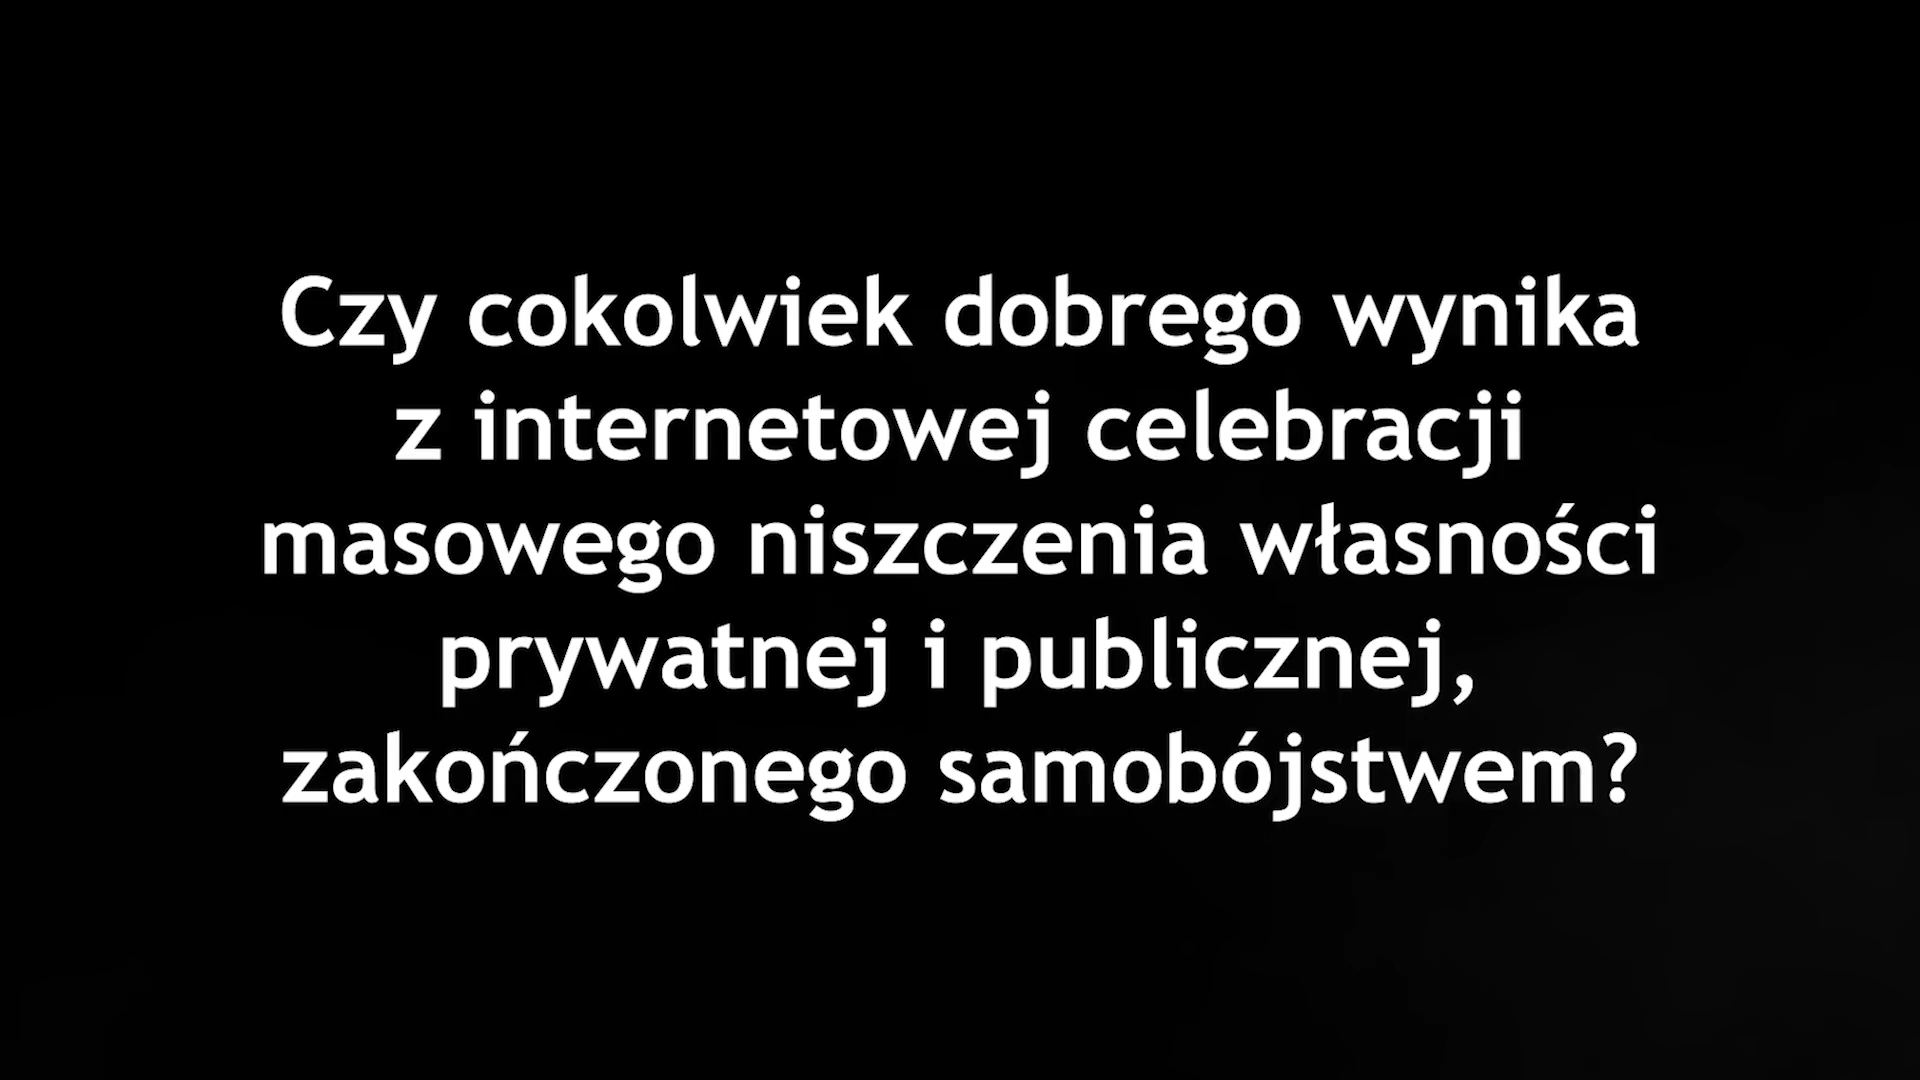 Czy cokolwiek dobrego wynika
z internetowej celebracji
masowego niszczenia własności
prywatnej i publicznej,
zakończonego samobójstwem?